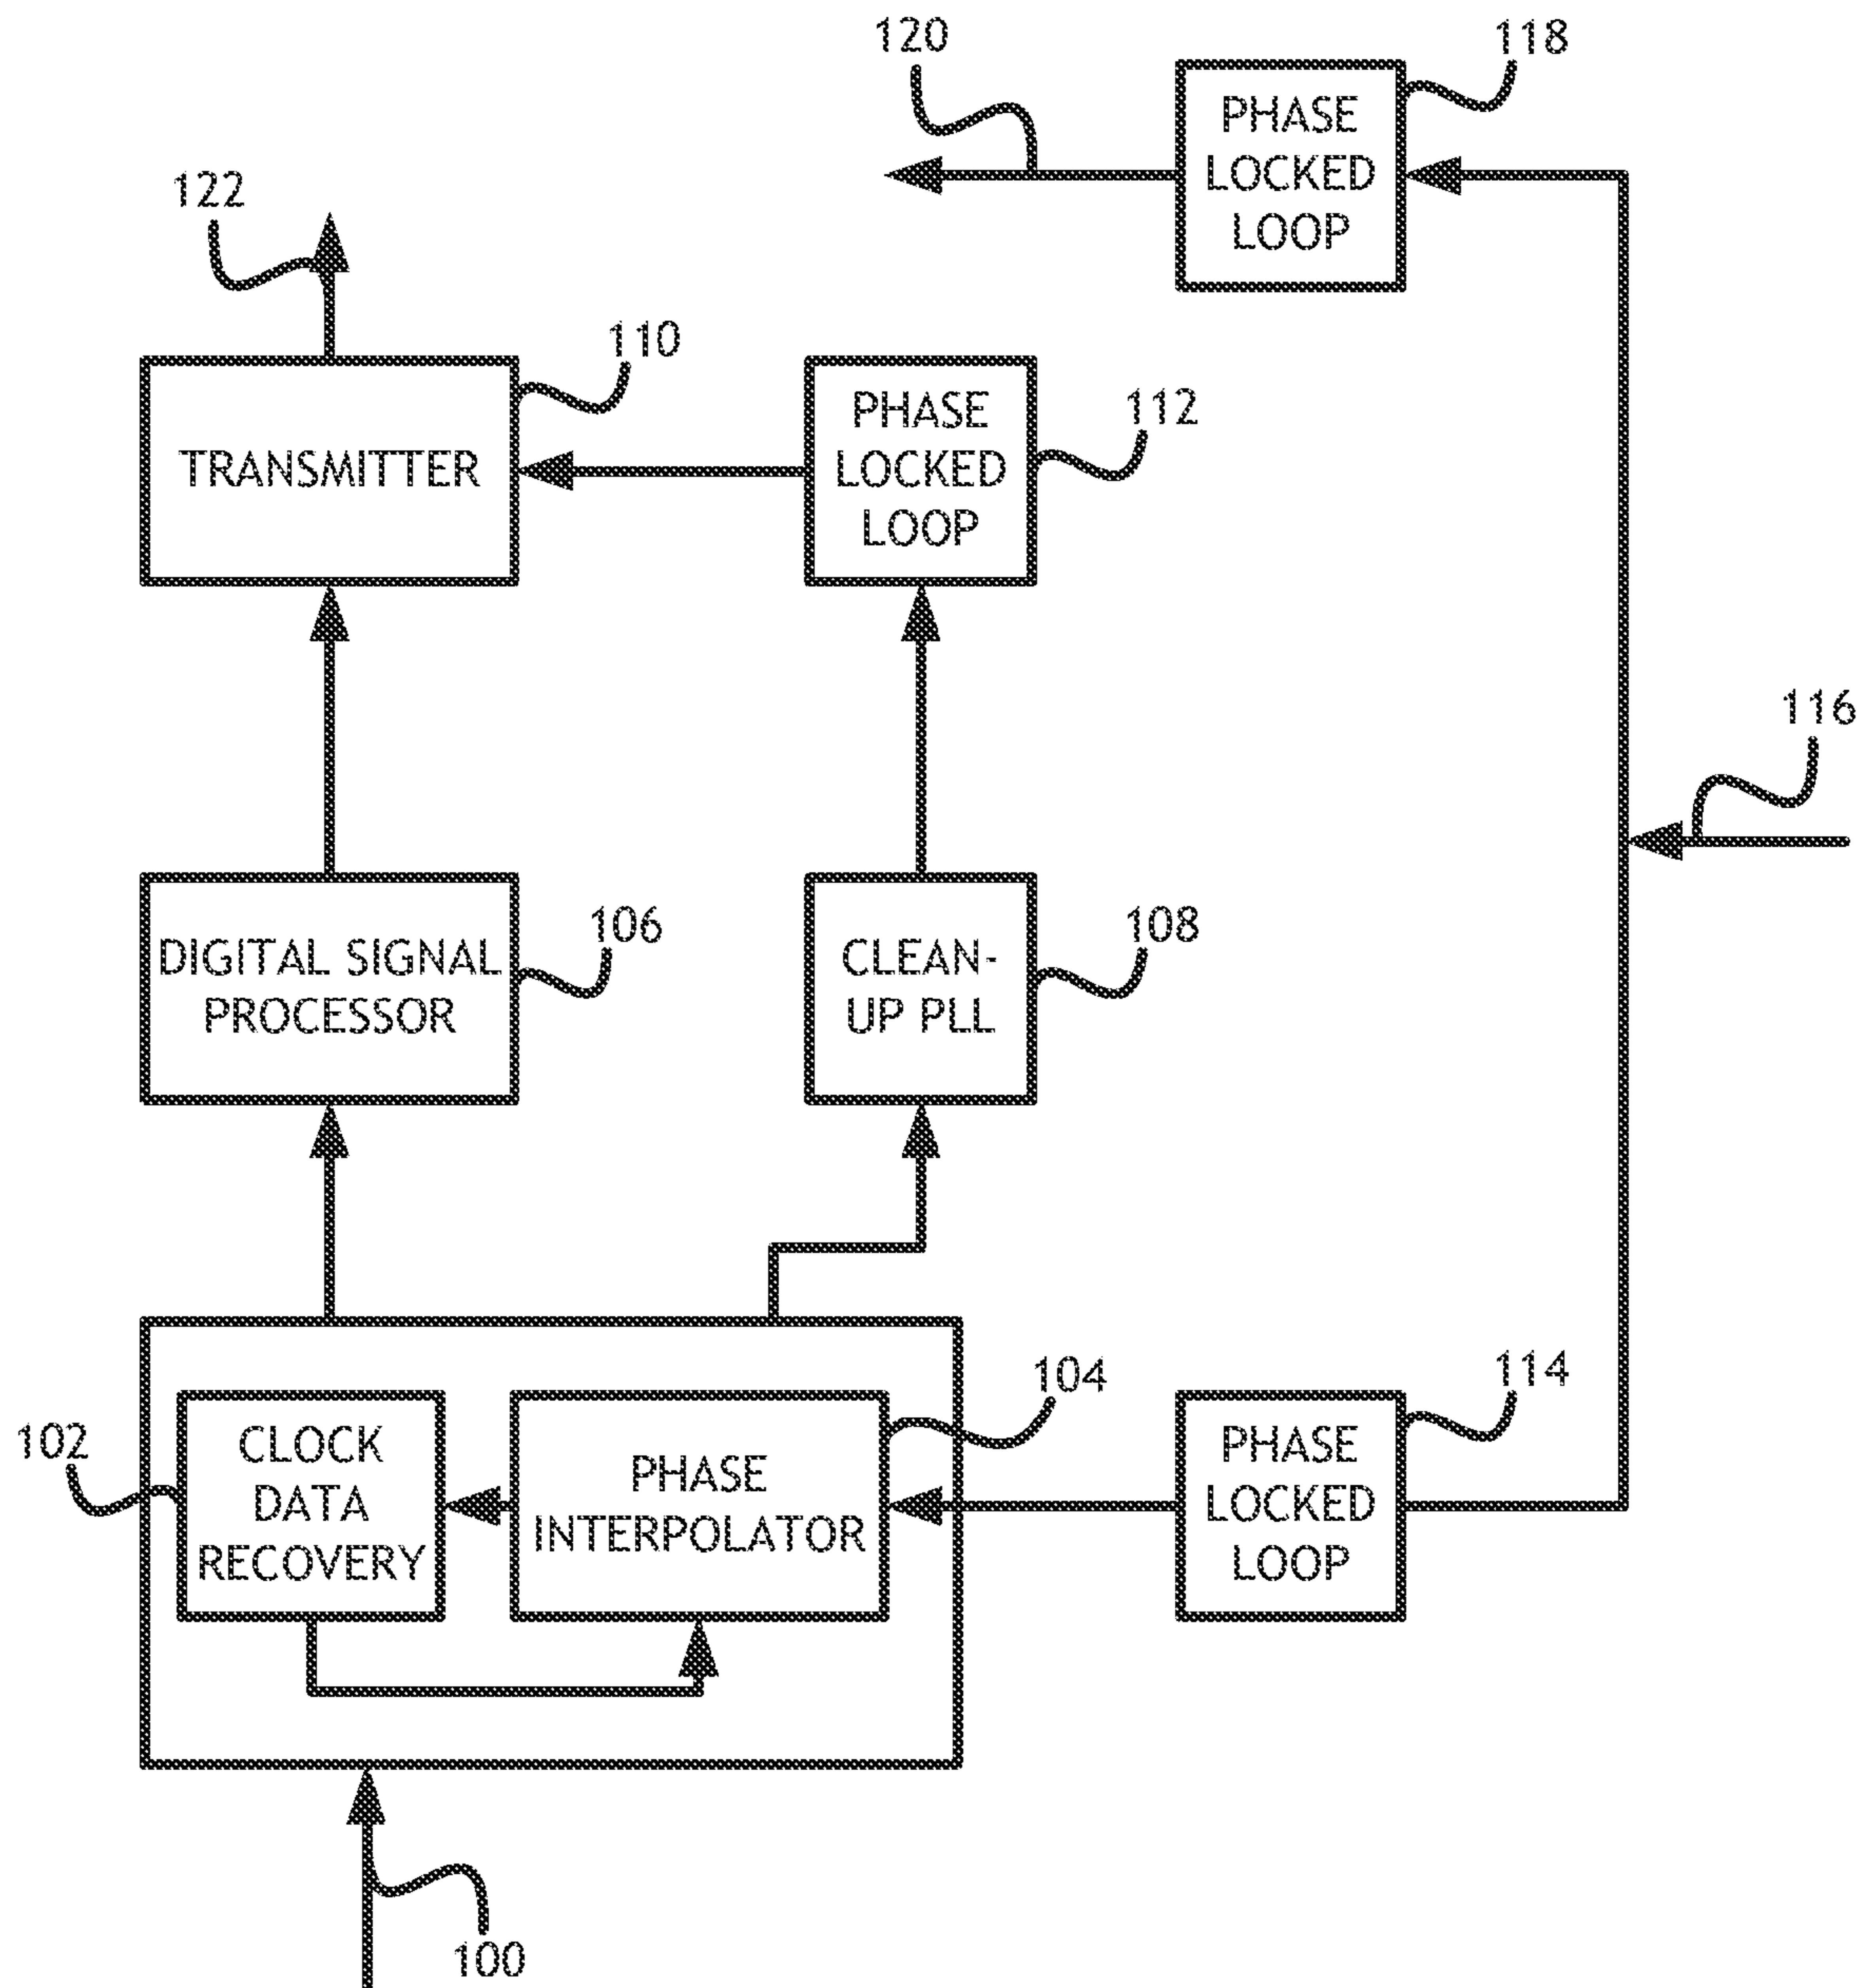 120
118
PHASE
LOCKED
LOOP
122
110
TRANSMITTER
PHASE
LOCKED
LOOP
112
116
DIGITAL SIGNAL
PROCESSOR
106
CLEAN-
UP PLL
108
102
CLOCK
DATA
RECOVERY
PHASE
INTERPOLATOR
104
PHASE
LOCKED
LOOP
114
100